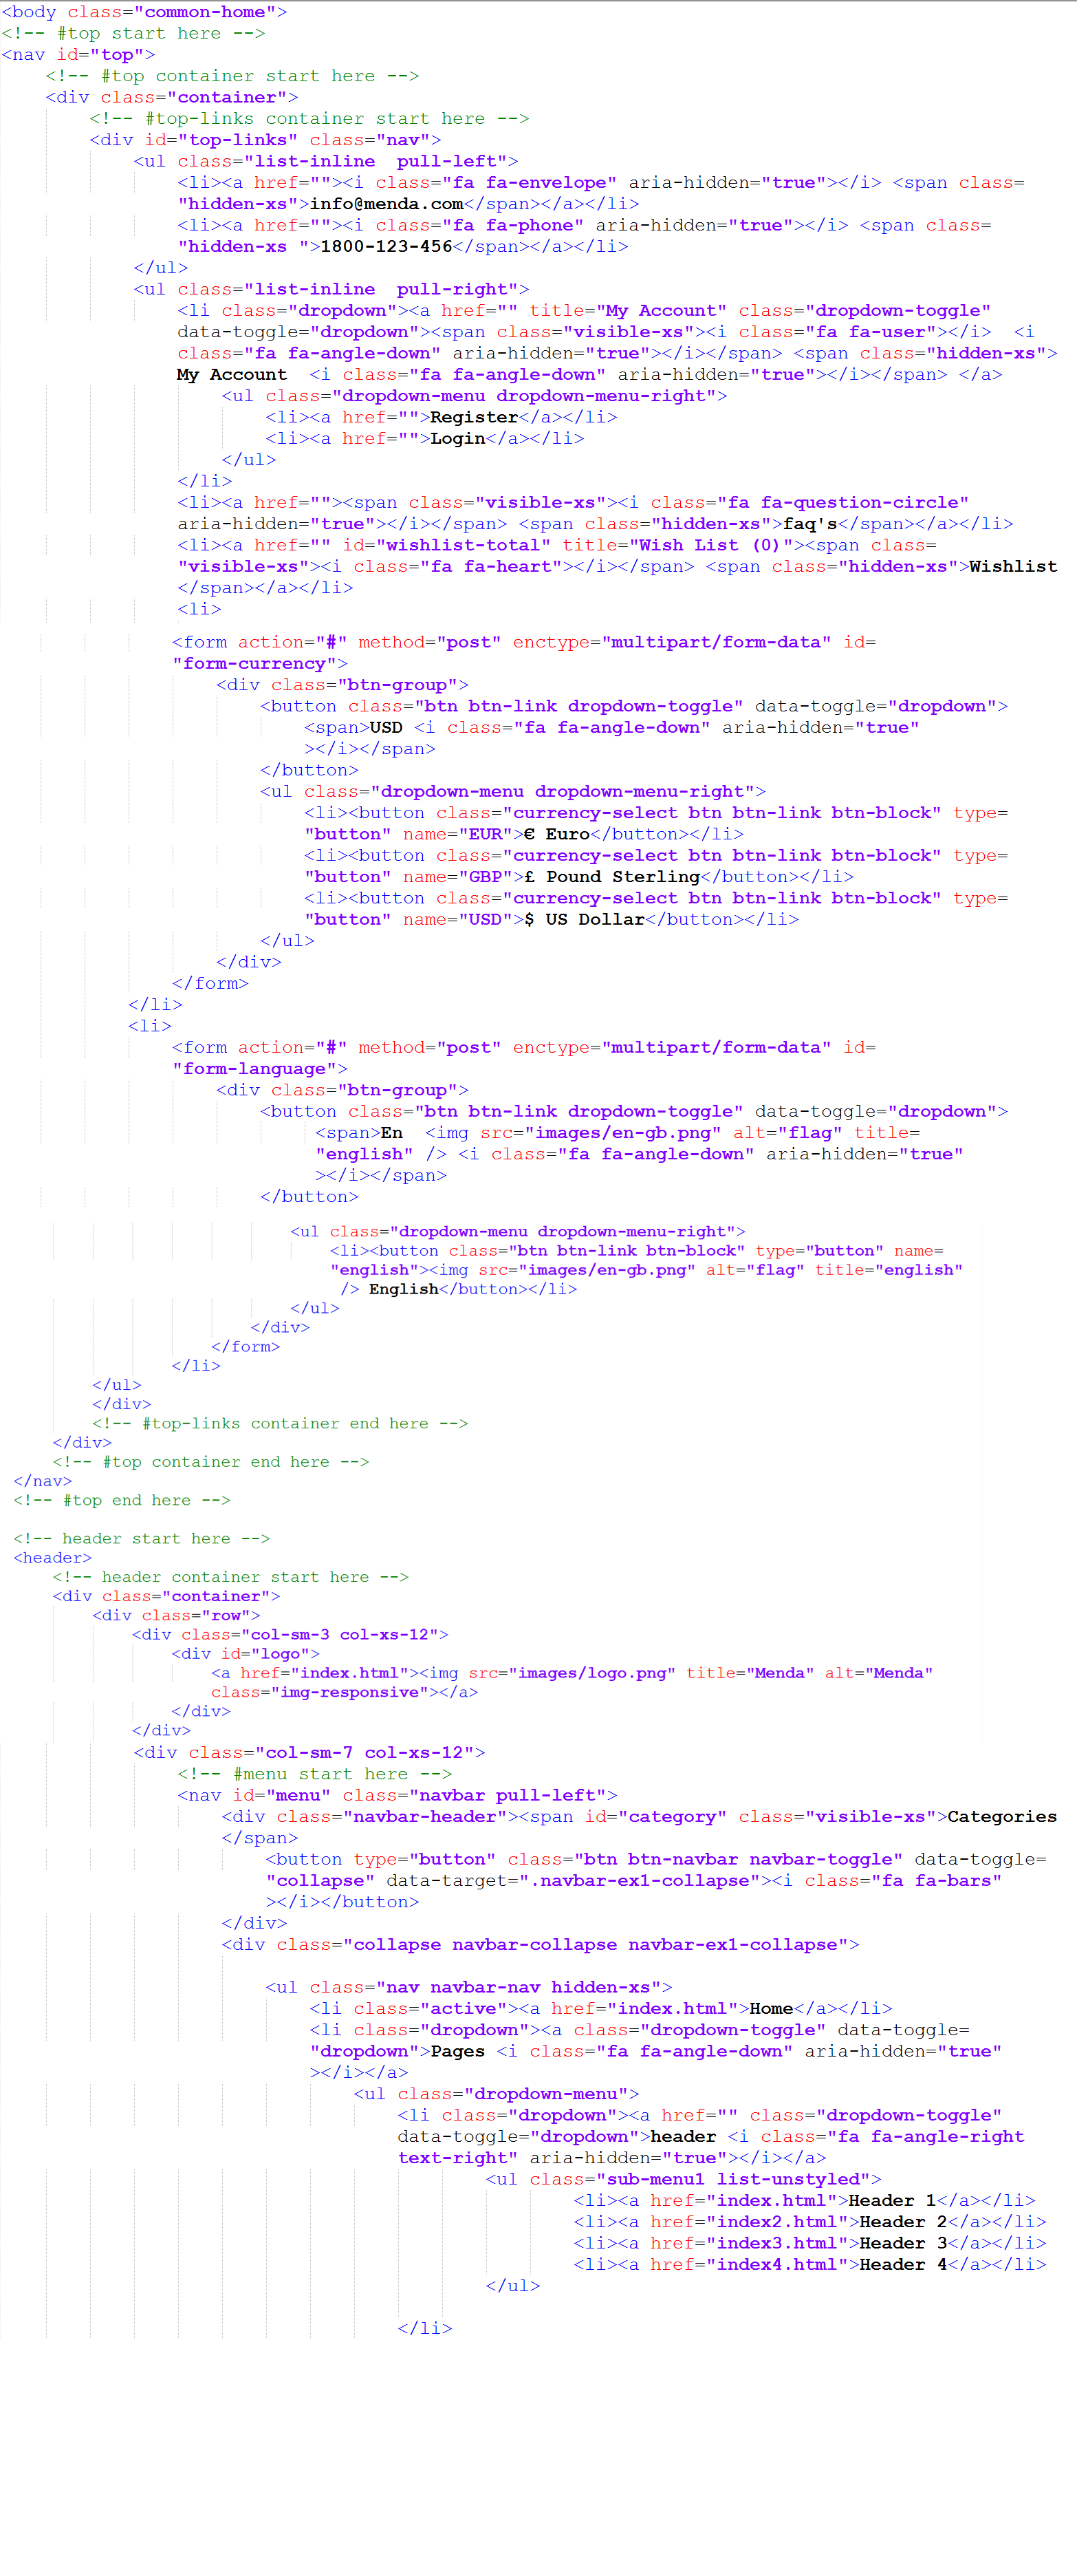 <body class="common-home">
<!-- #top start here -->
<nav id="top">
<!-- #top container start here -->
<div class="container">
<!-- #top-links container start here -->
<div id="top-links" class="nav">
<ul class="list-inline  pull-left">
<li><a href=""><i class="fa fa-envelope" aria-hidden="true"></i> <span class=
"hidden-xs">info@menda.com</span></a></li>
<li><a href=""><i class="fa fa-phone" aria-hidden="true"></i> <span class=
"hidden-xs ">1800-123-456</span></a></li>
</ul>
<ul class="list-inline  pull-right">
<li class="dropdown"><a href="" title="My Account" class="dropdown-toggle"
data-toggle="dropdown"><span class="visible-xs"><i class="fa fa-user"></i>  <i
class="fa fa-angle-down" aria-hidden="true"></i></span> <span class="hidden-xs">
My Account  <i class="fa fa-angle-down" aria-hidden="true"></i></span> </a>
<ul class="dropdown-menu dropdown-menu-right">
<li><a href="">Register</a></li>
<li><a href="">Login</a></li>
</ul>
</li>
<li><a href=""><span class="visible-xs"><i class="fa fa-question-circle"
aria-hidden="true"></i></span> <span class="hidden-xs">faq's</span></a></li>
<li><a href="" id="wishlist-total" title="Wish List (0)"><span class=
"visible-xs"><i class="fa fa-heart"></i></span> <span class="hidden-xs">Wishlist
</span></a></li>
<li>
<form action="#" method="post" enctype="multipart/form-data" id=
"form-currency">
<div class="btn-group">
<button class="btn btn-link dropdown-toggle" data-toggle="dropdown">
<span>USD <i class="fa fa-angle-down" aria-hidden="true"
></i></span>
</button>
<ul class="dropdown-menu dropdown-menu-right">
<li><button class="currency-select btn btn-link btn-block" type=
"button" name="EUR">€ Euro</button></li>
<li><button class="currency-select btn btn-link btn-block" type=
"button" name="GBP">£ Pound Sterling</button></li>
<li><button class="currency-select btn btn-link btn-block" type=
"button" name="USD">$ US Dollar</button></li>
</ul>
</div>
</form>
</li>
<li>
<form action="#" method="post" enctype="multipart/form-data" id=
"form-language">
<div class="btn-group">
<button class="btn btn-link dropdown-toggle" data-toggle="dropdown">
<span>En  <img src="images/en-gb.png" alt="flag" title=
"english" /> <i class="fa fa-angle-down" aria-hidden="true"
></i></span>
</button>
<ul class="dropdown-menu dropdown-menu-right">
<li><button class="btn btn-link btn-block" type="button" name=
"english"><img src="images/en-gb.png" alt="flag" title="english"
/> English</button></li>
</ul>
</div>
</form>
</li>
</ul>
</div>
<!-- #top-links container end here -->
</div>
<!-- #top container end here -->
</nav>
<!-- #top end here -->
<!-- header start here -->
<header>
<!-- header container start here -->
<div class="container">
<div class="row">
<div class="col-sm-3 col-xs-12">
<div id="logo">
<a href="index.html"><img src="images/logo.png" title="Menda" alt="Menda"
class="img-responsive"></a>
</div>
</div>
<div class="col-sm-7 col-xs-12">
<!-- #menu start here -->
<nav id="menu" class="navbar pull-left">
<div class="navbar-header"><span id="category" class="visible-xs">Categories
</span>
<button type="button" class="btn btn-navbar navbar-toggle" data-toggle=
"collapse" data-target=".navbar-ex1-collapse"><i class="fa fa-bars"
></i></button>
</div>
<div class="collapse navbar-collapse navbar-ex1-collapse">
<ul class="nav navbar-nav hidden-xs">
<li class="active"><a href="index.html">Home</a></li>
<li class="dropdown"><a class="dropdown-toggle" data-toggle=
"dropdown">Pages <i class="fa fa-angle-down" aria-hidden="true"
></i></a>
<ul class="dropdown-menu">
<li class="dropdown"><a href="" class="dropdown-toggle"
data-toggle="dropdown">header <i class="fa fa-angle-right
text-right" aria-hidden="true"></i></a>
<ul class="sub-menu1 list-unstyled">
<li><a href="index.html">Header 1</a></li>
<li><a href="index2.html">Header 2</a></li>
<li><a href="index3.html">Header 3</a></li>
<li><a href="index4.html">Header 4</a></li>
</ul>
</li>